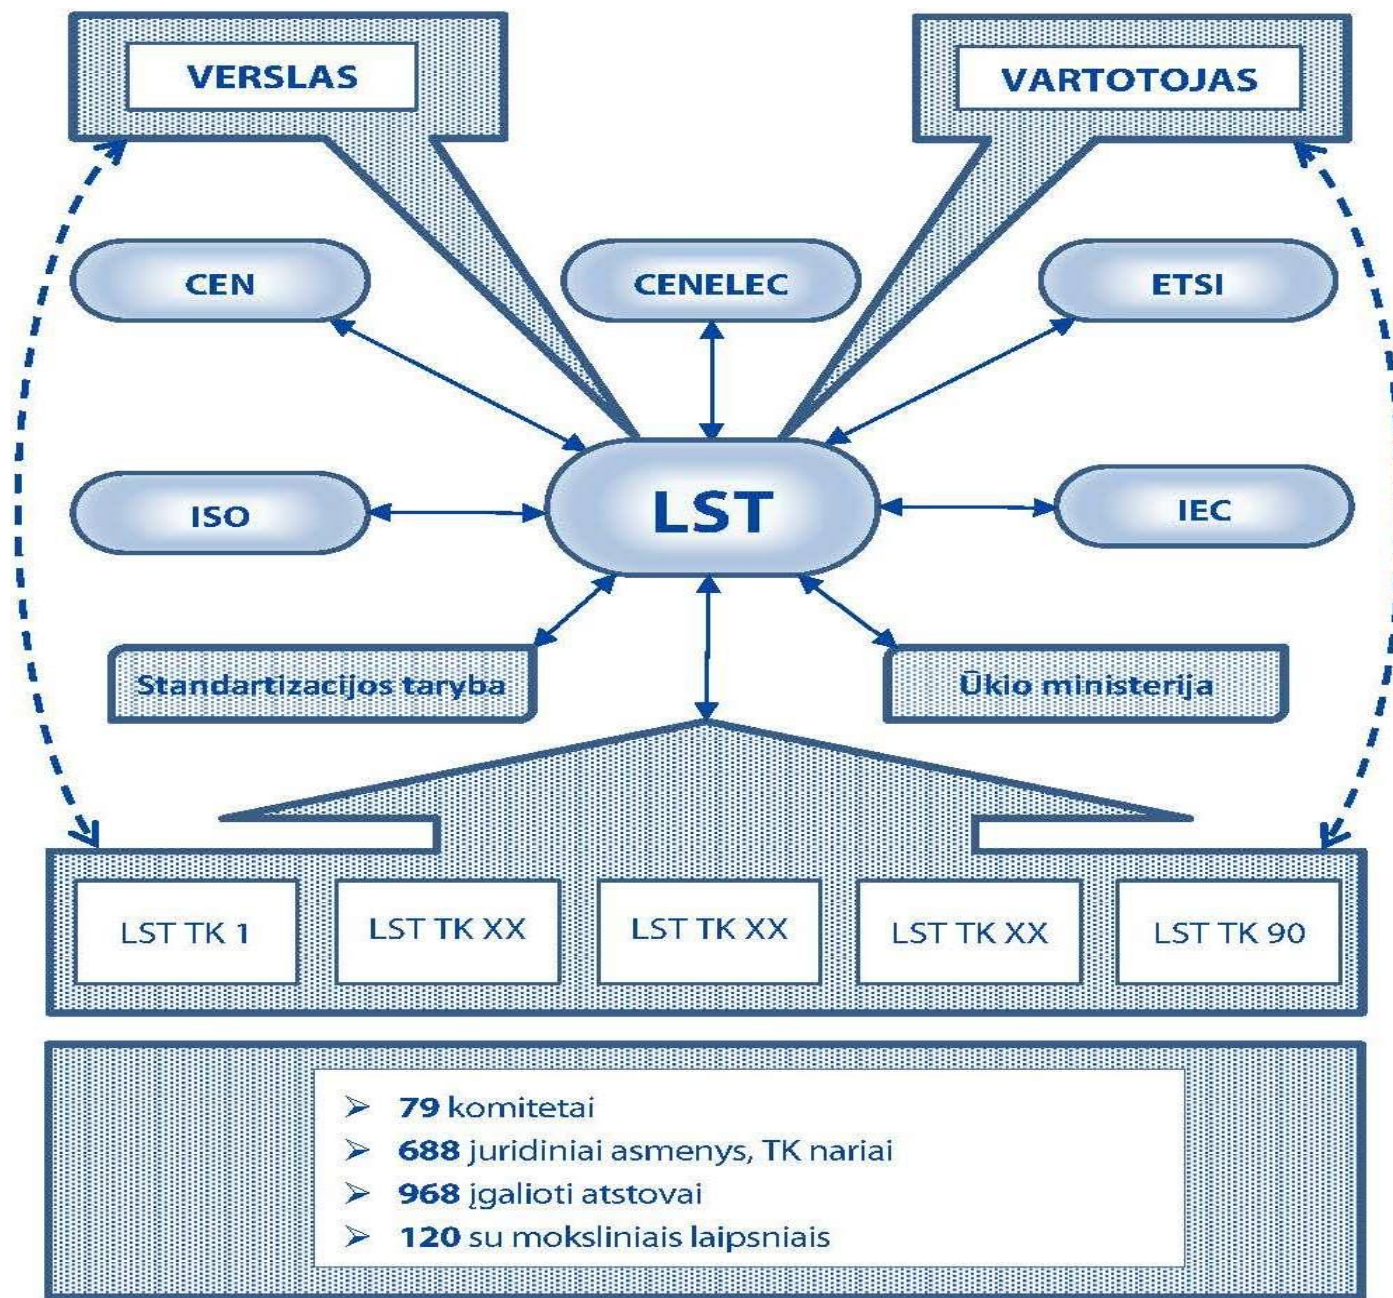 VERSLAS
VARTOTOJAS
CEN
CENELEC
ETSI
ISO
LST
IEC
Standartizacijos taryba
Ūkio ministerija
LST TK 1
LST TK XX
LST TK XX
LST TK XX
LST TK 90
➢ 79 komitetai
➢ 688 juridiniai asmenys, TK nariai
➢ 968 įgalioti atstovai
➢ 120 su moksliniais laipsniais